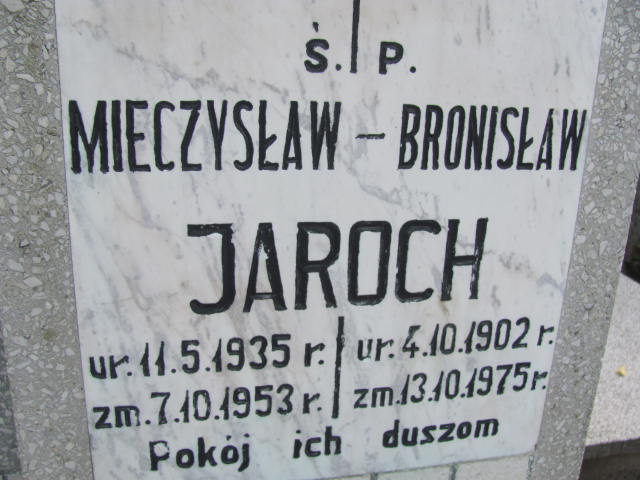 Ś. P.
MIECZYSŁAW - BRONISŁAW
JAROCH
ur. 11.5.1935 r. ur. 4.10.1902 r.
zm. 7.10.1953 r. zm. 13.10.1975 r.
Pokój ich duszom